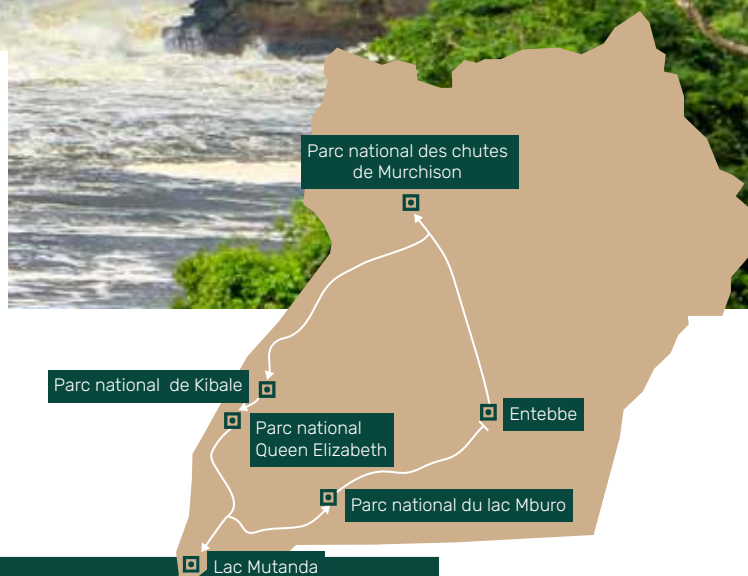 Parc national des chutes
de Murchison
Parc national de Kibale
Parc national
Queen Elizabeth
Entebbe
Parc national du lac Mburo
Lac Mutanda